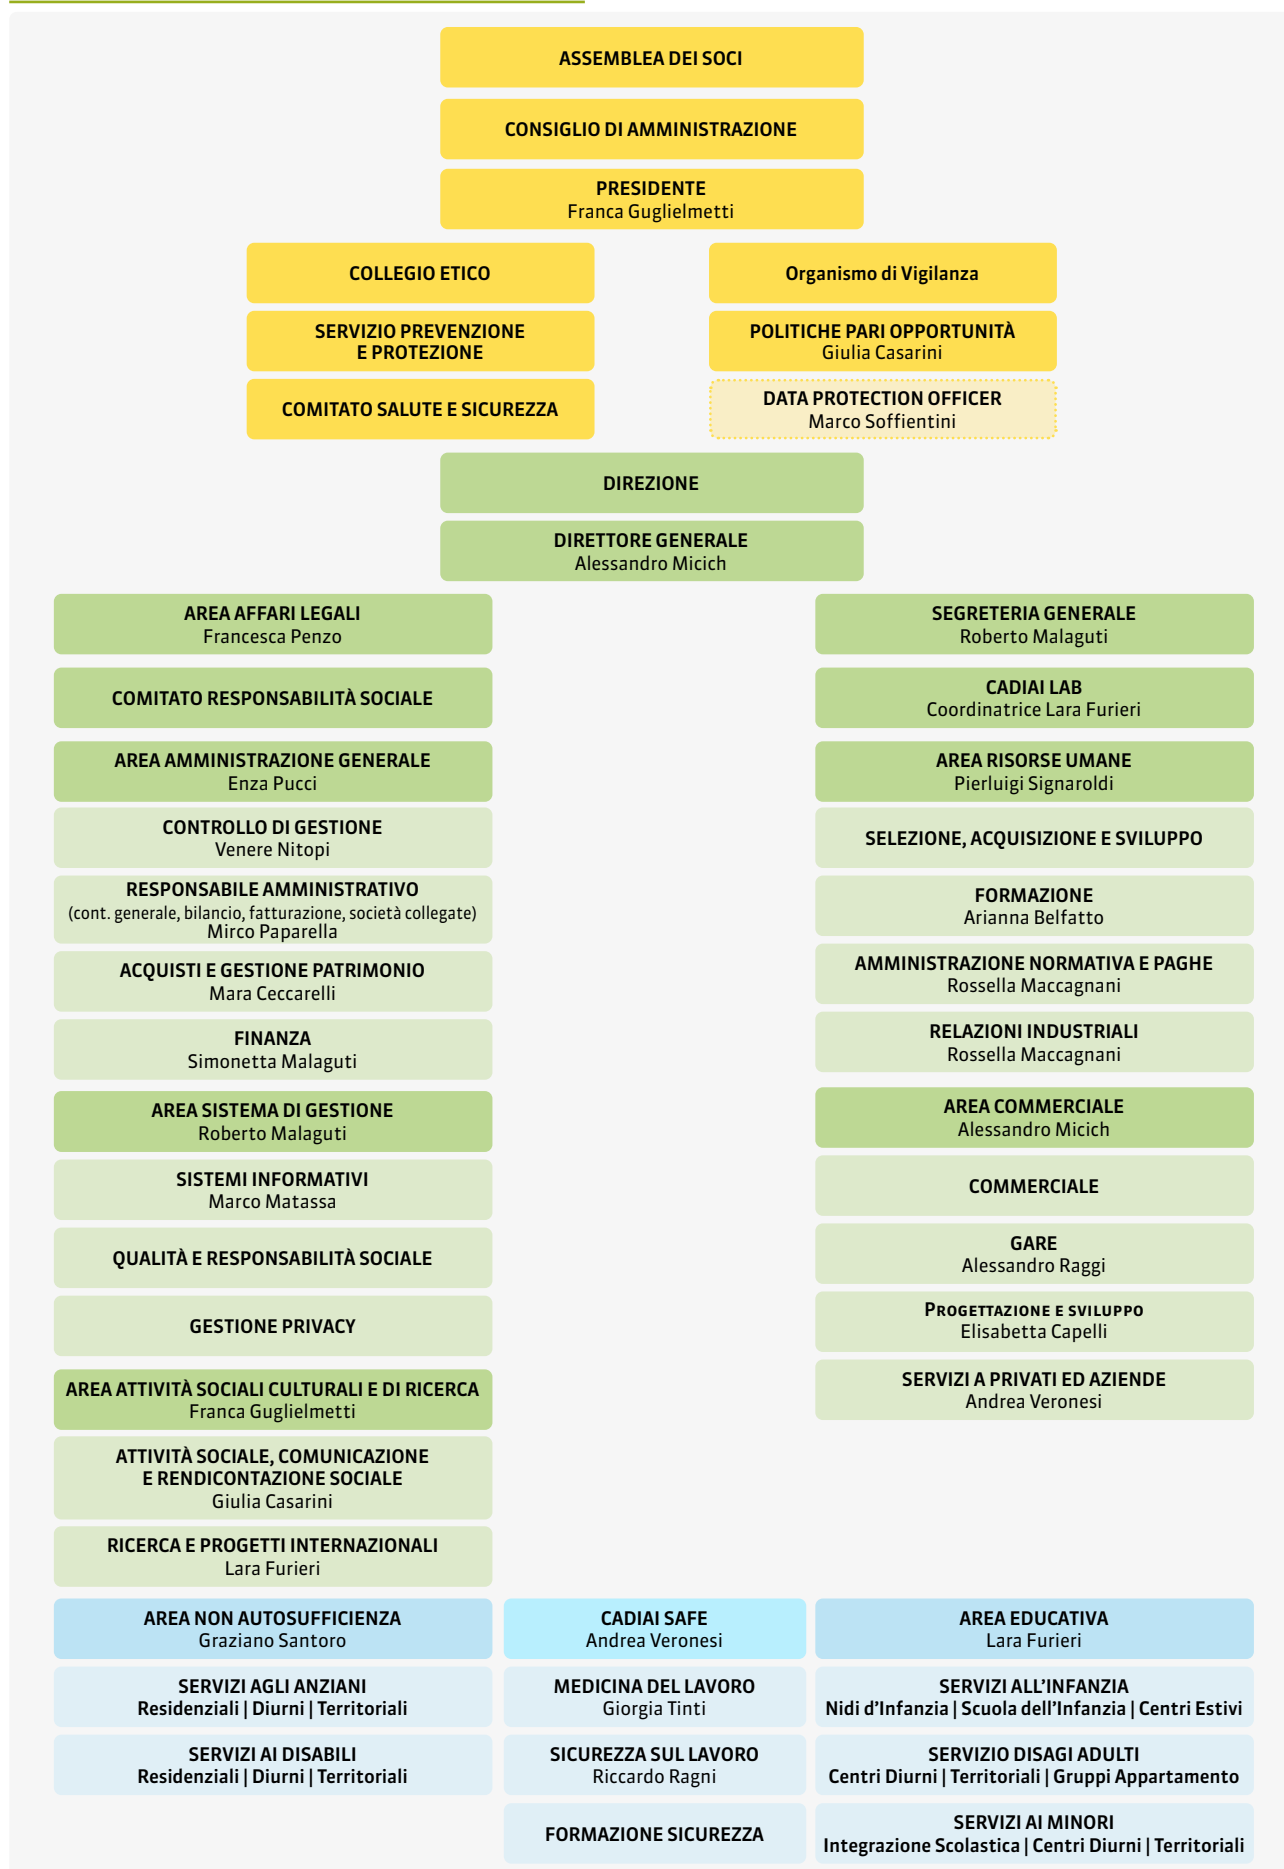 ASSEMBLEA DEI SOCI
CONSIGLIO DI AMMINISTRAZIONE
PRESIDENTE
Franca Guglielmetti
COLLEGIO ETICO
Organismo di Vigilanza
SERVIZIO PREVENZIONE
E PROTEZIONE
POLITICHE PARI OPPORTUNITÀ
Giulia Casarini
COMITATO SALUTE E SICUREZZA
DATA PROTECTION OFFICER
Marco Soffientini
DIREZIONE
DIRETTORE GENERALE
Alessandro Micich
AREA AFFARI LEGALI
Francesca Penzo
COMITATO RESPONSABILITÀ SOCIALE
AREA AMMINISTRAZIONE GENERALE
Enza Pucci
CONTROLLO DI GESTIONE
Venere Nitopi
RESPONSABILE AMMINISTRATIVO
(cont. generale, bilancio, fatturazione, società collegate)
Mirco Paparella
ACQUISTI E GESTIONE PATRIMONIO
Mara Ceccarelli
FINANZA
Simonetta Malaguti
AREA SISTEMA DI GESTIONE
Roberto Malaguti
SISTEMI INFORMATIVI
Marco Matassa
QUALITÀ E RESPONSABILITÀ SOCIALE
GESTIONE PRIVACY
AREA ATTIVITÀ SOCIALI CULTURALI E DI RICERCA
Franca Guglielmetti
ATTIVITÀ SOCIALE, COMUNICAZIONE
E RENDICONTAZIONE SOCIALE
Giulia Casarini
RICERCA E PROGETTI INTERNAZIONALI
Lara Furieri
SEGRETERIA GENERALE
Roberto Malaguti
CADIAI LAB
Coordinatrice Lara Furieri
AREA RISORSE UMANE
Pierluigi Signaroldi
SELEZIONE, ACQUISIZIONE E SVILUPPO
FORMAZIONE
Arianna Belfatto
AMMINISTRAZIONE NORMATIVA E PAGHE
Rossella Maccagnani
RELAZIONI INDUSTRIALI
Rossella Maccagnani
AREA COMMERCIALE
Alessandro Micich
COMMERCIALE
GARE
Alessandro Raggi
PROGETTAZIONE E SVILUPPO
Elisabetta Capelli
SERVIZI A PRIVATI ED AZIENDE
Andrea Veronesi
AREA NON AUTOSUFFICIENZA
Graziano Santoro
SERVIZI AGLI ANZIANI
Residenziali | Diurni | Territoriali
SERVIZI AI DISABILI
Residenziali | Diurni | Territoriali
CADIAI SAFE
Andrea Veronesi
MEDICINA DEL LAVORO
Giorgia Tinti
SICUREZZA SUL LAVORO
Riccardo Ragni
FORMAZIONE SICUREZZA
AREA EDUCATIVA
Lara Furieri
SERVIZI ALL’INFANZIA
Nidi d’Infanzia | Scuola dell’Infanzia | Centri Estivi
SERVIZIO DISAGI ADULTI
Centri Diurni | Territoriali | Gruppi Appartamento
SERVIZI AI MINORI
Integrazione Scolastica | Centri Diurni | Territoriali